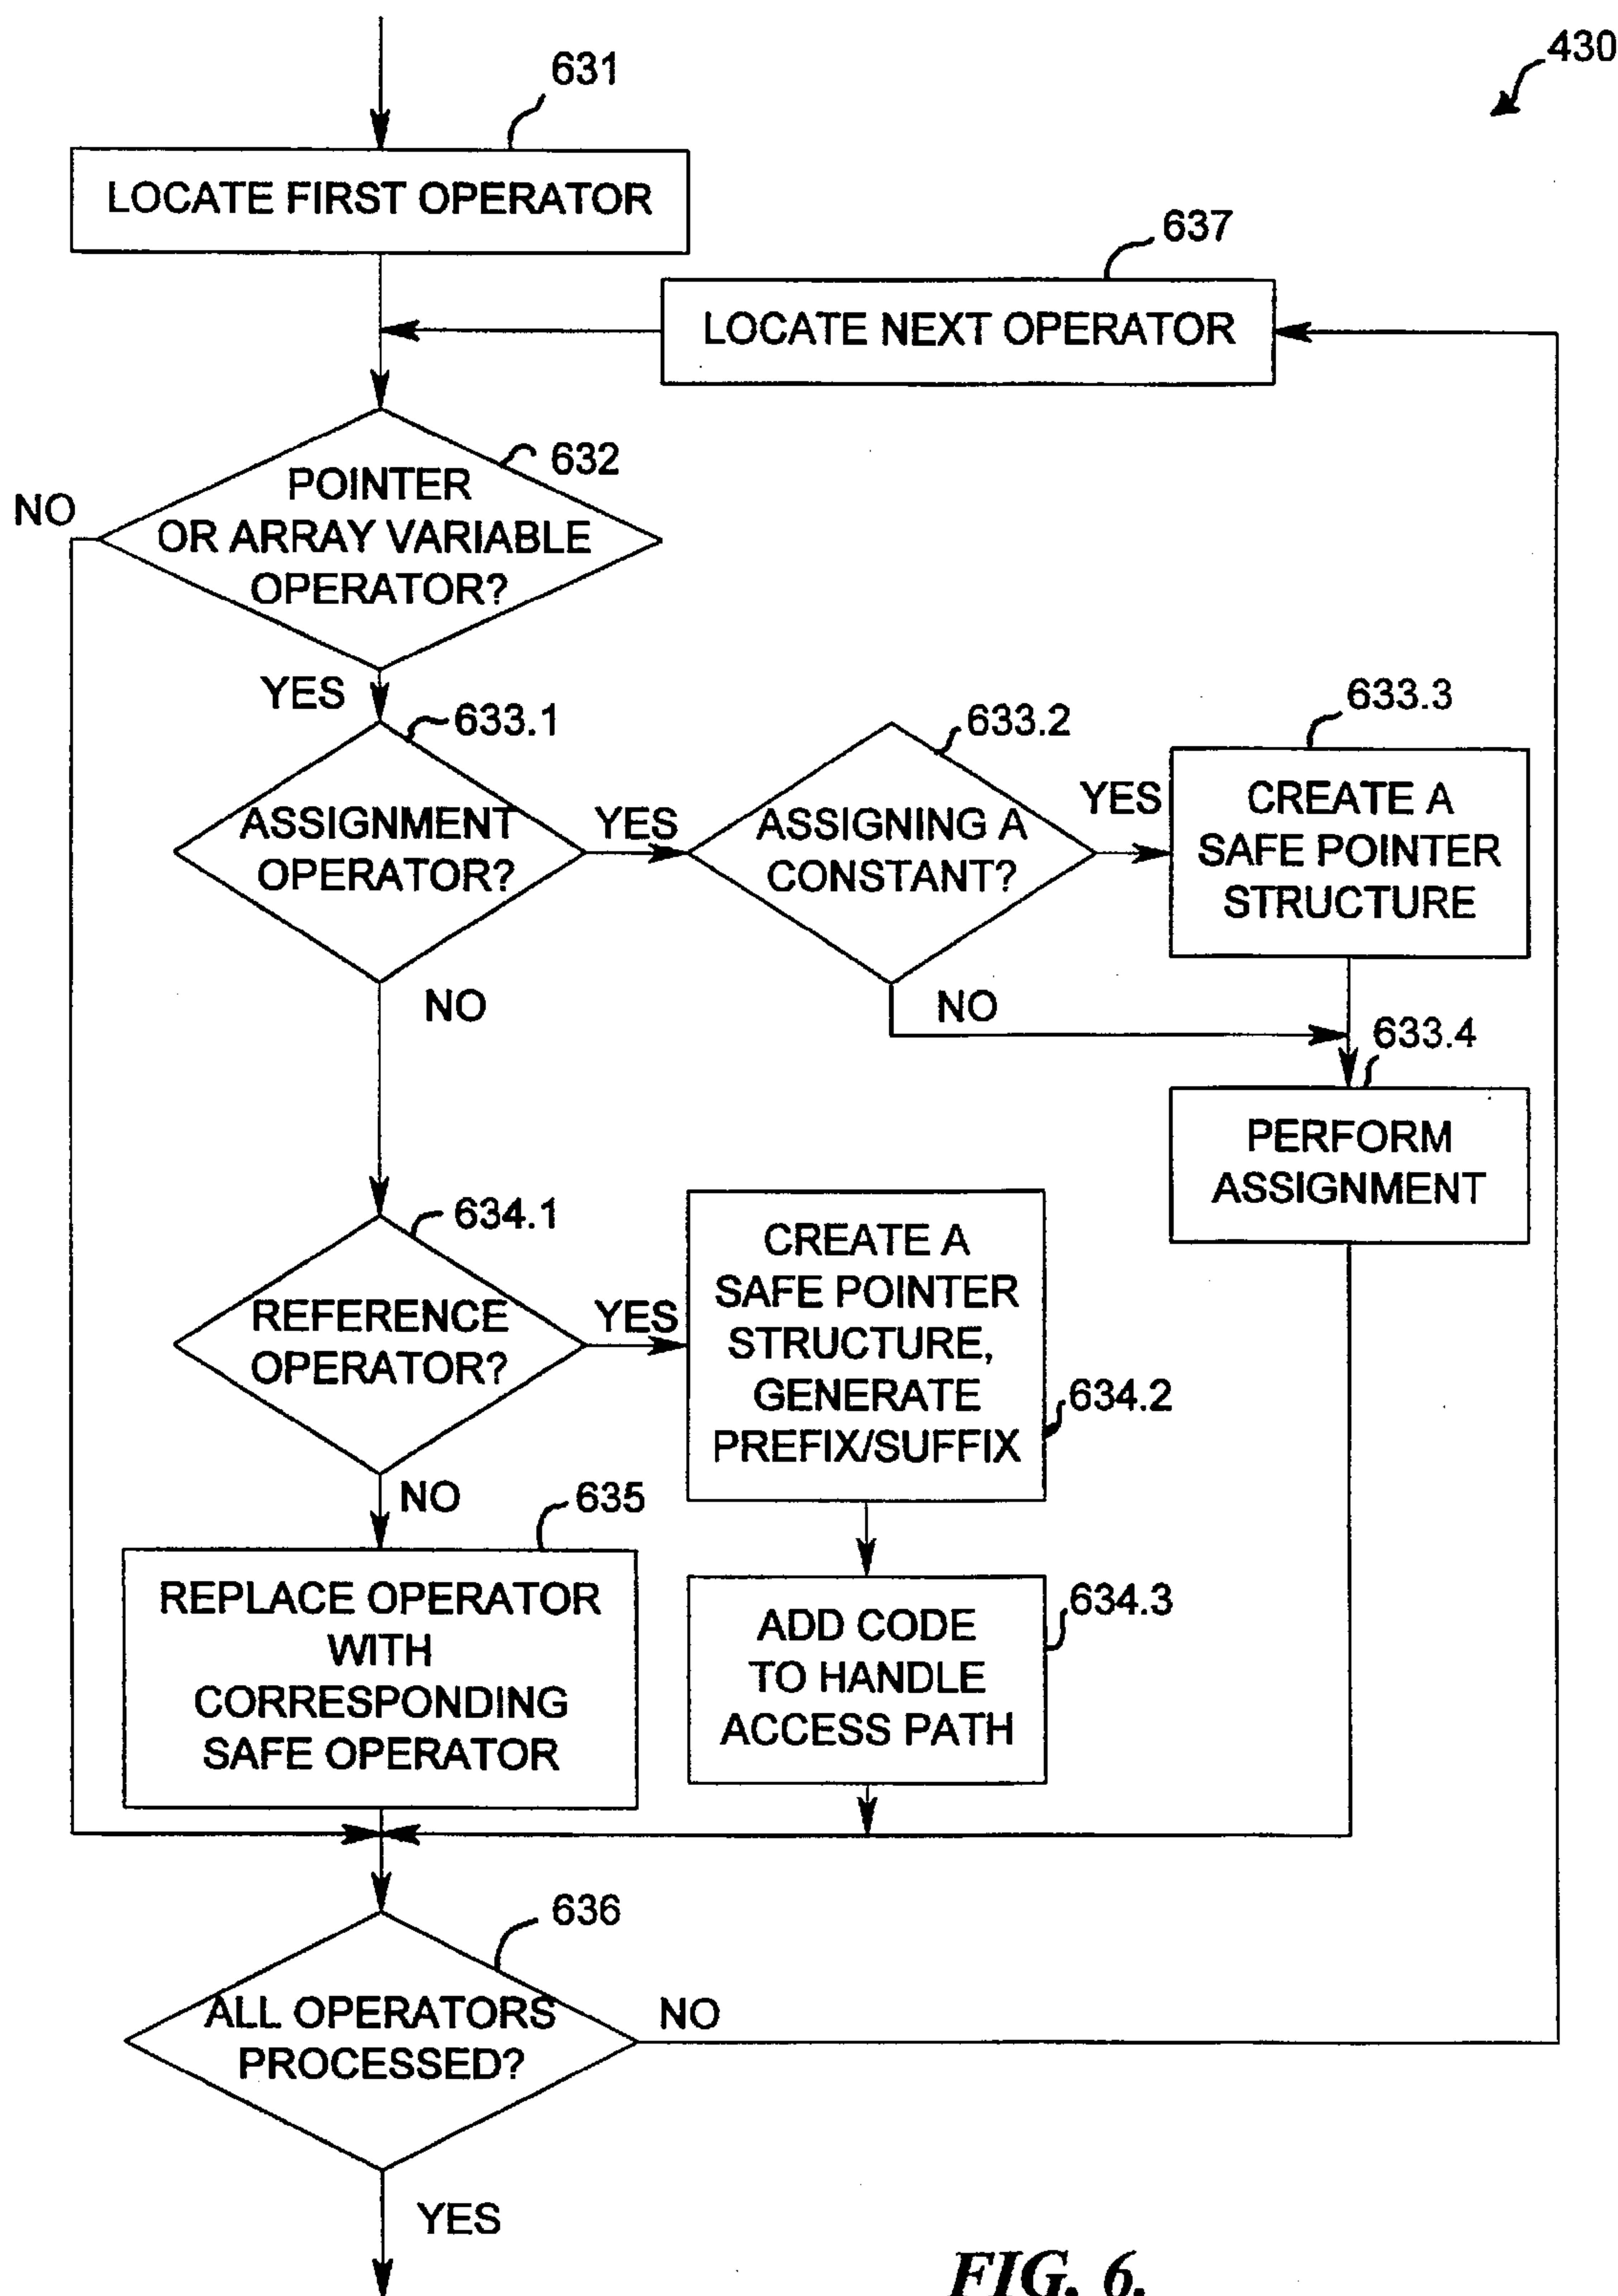 430
631
LOCATE FIRST OPERATOR
637
LOCATE NEXT OPERATOR
632
POINTER
OR ARRAY VARIABLE
OPERATOR?
NO
YES
633.1
ASSIGNMENT
OPERATOR?
YES
NO
633.2
ASSIGNING A
CONSTANT?
YES
NO
633.3
CREATE A
SAFE POINTER
STRUCTURE
633.4
PERFORM
ASSIGNMENT
634.1
REFERENCE
OPERATOR?
YES
NO
CREATE A
SAFE POINTER
STRUCTURE,
GENERATE
PREFIX/SUFFIX
634.2
635
REPLACE OPERATOR
WITH
CORRESPONDING
SAFE OPERATOR
634.3
ADD CODE
TO HANDLE
ACCESS PATH
636
ALL OPERATORS
PROCESSED?
NO
YES
FIG. 6.